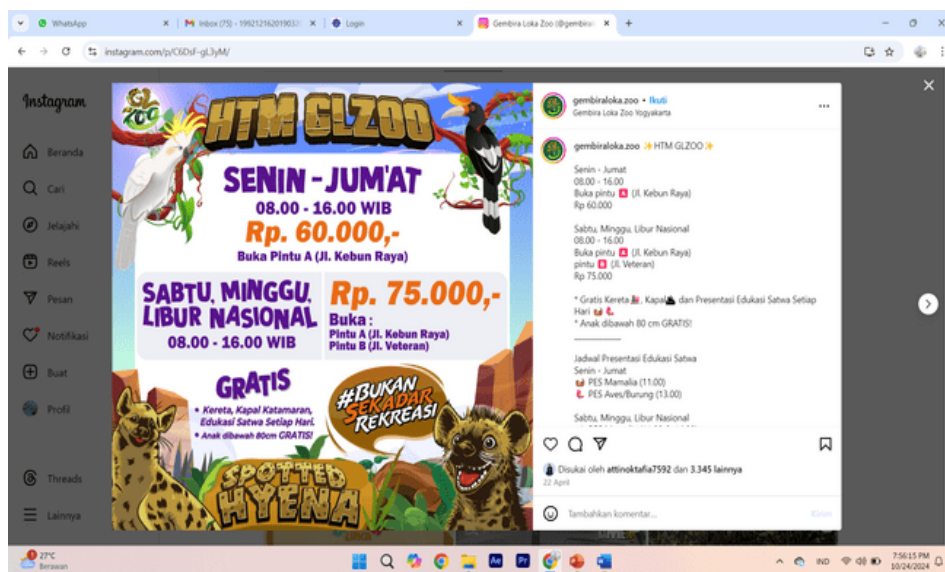 WhatsApp
Inbox (75) - 19921216201903
Login
Gembira Loka Zoo (@gembiral
instagram.com/p/C6DsF-gL3yM/
Instagram
Beranda
Cari
Jelajahi
Reels
Pesan
Notifikasi
Buat
Profil
Threads
Lainnya
GL ZOO
HTM GLZOO
SENIN - JUM'AT
08.00 - 16.00 WIB
Rp. 60.000,-
Buka Pintu A (Jl. Kebun Raya)
SABTU, MINGGU,
LIBUR NASIONAL
08.00 - 16.00 WIB
Rp. 75.000,-
Buka :
Pintu A (Jl. Kebun Raya)
Pintu B (Jl. Veteran)
GRATIS
• Kereta, Kapal Katamaran,
Edukasi Satwa Setiap Hari.
• Anak dibawah 80cm GRATIS!
#BUKAN
SEKADAR
REKREASI
SPOTTED
HYENA
gembiraloka.zoo • Ikuti
Gembira Loka Zoo Yogyakarta
gembiraloka.zoo ✨HTM GLZOO✨
Senin - Jumat
08.00 - 16.00
Buka pintu 🅰 (Jl. Kebun Raya)
Rp 60.000
Sabtu, Minggu, Libur Nasional
08.00 - 16.00
Buka pintu 🅰 (Jl. Kebun Raya)
pintu 🅱 (Jl. Veteran)
Rp 75.000
* Gratis Kereta, Kapal dan Presentasi Edukasi Satwa Setiap
Hari
* Anak dibawah 80 cm GRATIS!
Jadwal Presentasi Edukasi Satwa
Senin - Jumat
PES Mamalia (11.00)
PES Aves/Burung (13.00)
Sabtu, Minggu, Libur Nasional
Disukai oleh attinoktafia7592 dan 3.345 lainnya
22 April
Tambahkan komentar...
Kirim
27°C
Berawan
Ae
Pr
IND
7:56:15 PM
10/24/2024